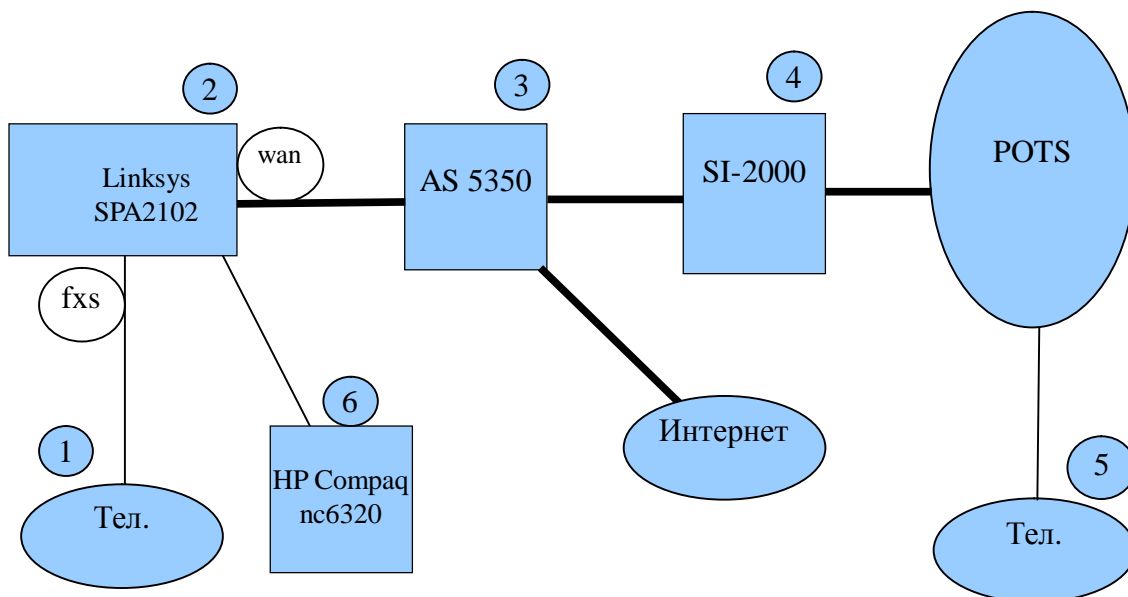 2
3
4
wan
Linksys
SPA2102
AS 5350
SI-2000
POTS
fxs
6
Интернет
1
HP Compaq
nc6320
5
Тел.
Тел.